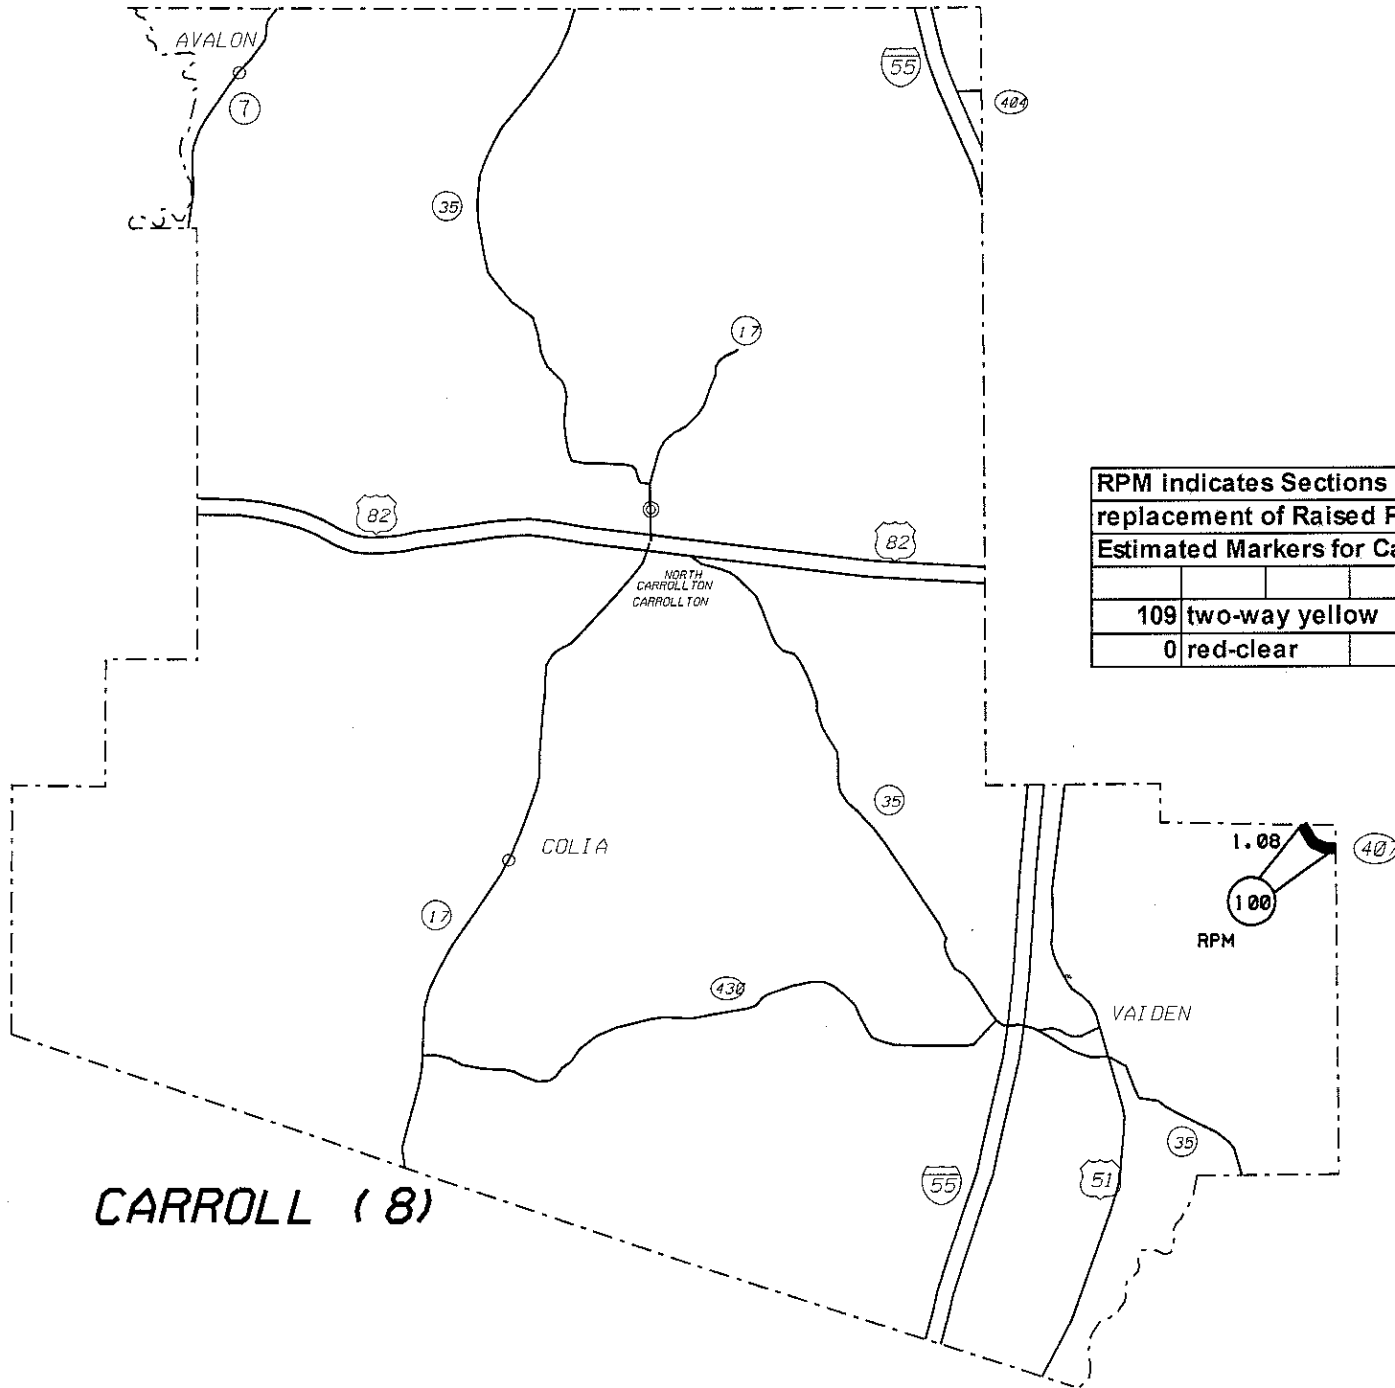 AVALON
7
55
404
35
17
RPM indicates Sections
replacement of Raised
Estimated Markers for
109 two-way yellow
0 red-clear
82
82
NORTH
CARROLLTON
CARROLLTON
35
1.08
407
100
RPM
COLIA
17
430
VAIDEN
35
55
51
CARROLL (8)